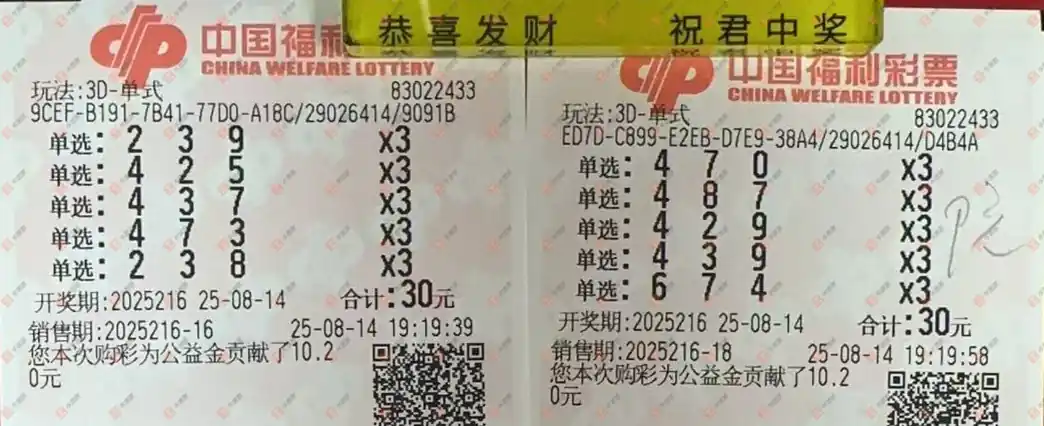 恭喜发财 祝君中奖
中国福利
CHINA WELFARE LOTTERY
玩法:3D-单式 83022433
9CEF-B191-7B41-77D0-A18C/29026414/9091B
单选: 2 3 9 x3
单选: 4 2 5 x3
单选: 4 3 7 x3
单选: 4 7 3 x3
单选: 2 3 8 x3
开奖期:2025216 25-08-14 合计:30元
销售期:2025216-16 25-08-14 19:19:39
您本次购彩为公益金贡献了10.2
0元
中国福利彩票
CHINA WELFARE LOTTERY
玩法:3D-单式 83022433
ED7D-C899-E2EB-D7E9-38A4/29026414/D4B4A
单选: 4 7 0 x3
单选: 4 8 7 x3
单选: 4 2 9 x3
单选: 4 3 9 x3
单选: 6 7 4 x3
开奖期:2025216 25-08-14 合计:30元
销售期:2025216-18 25-08-14 19:19:58
您本次购彩为公益金贡献了10.2
0元